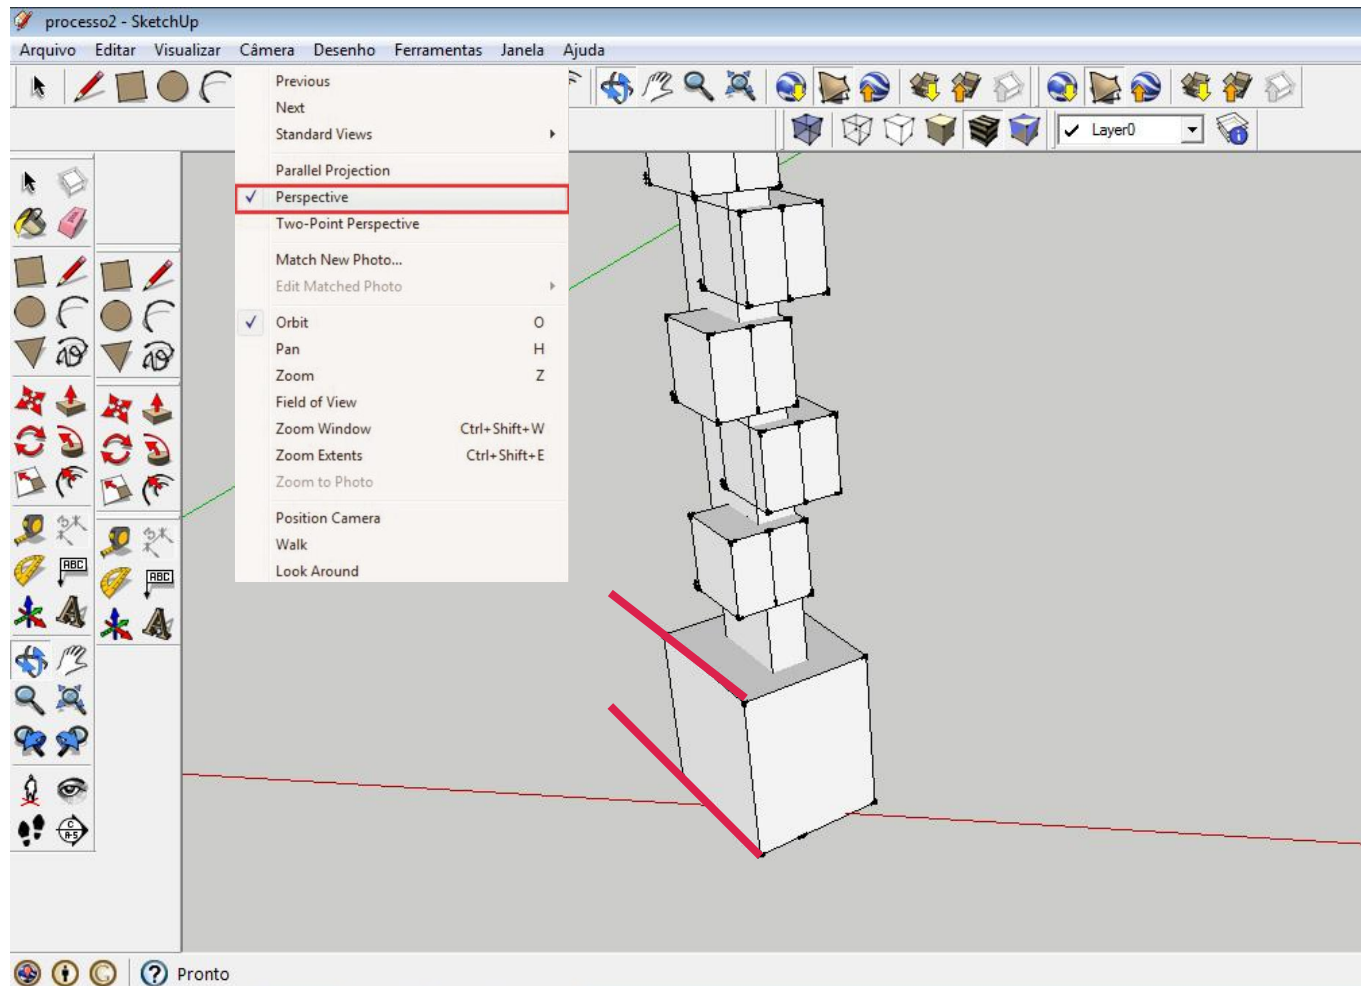 processo2 - SketchUp
Arquivo Editar Visualizar Câmera Desenho Ferramentas Janela Ajuda
Previous
Next
Standard Views
Parallel Projection
Perspective
Two-Point Perspective
Match New Photo...
Edit Matched Photo
Orbit O
Pan H
Zoom Z
Field of View
Zoom Window Ctrl+Shift+W
Zoom Extents Ctrl+Shift+E
Zoom to Photo
Position Camera
Walk
Look Around
Layer0
ABC
ABC
A
A
C
A-5
Pronto